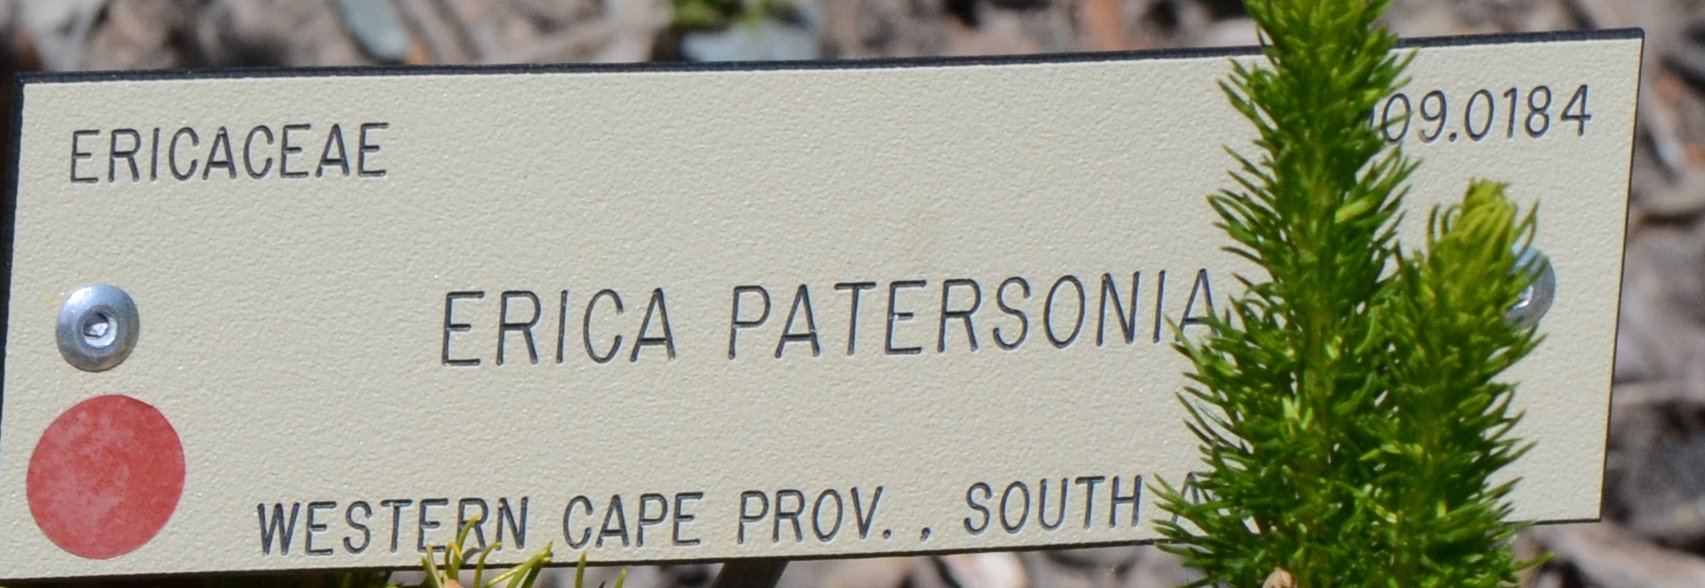 ERICACEAE 09.0184
ERICA PATERSONIA
WESTERN CAPE PROV., SOUTH